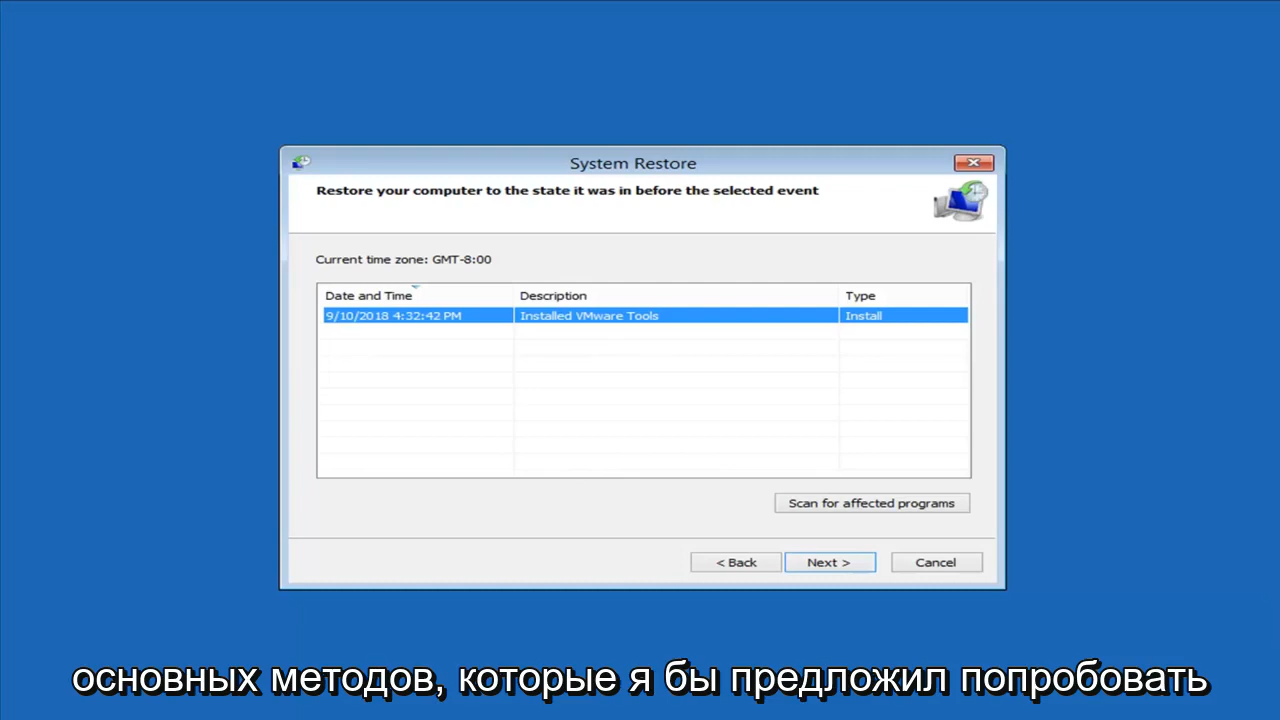 System Restore
Restore your computer to the state it was in before the selected event
Current time zone: GMT-8:00
Date and Time Description Type
9/10/2018 4:32:42 PM Installed VMware Tools Install
Scan for affected programs
< Back Next > Cancel
основных методов, которые я бы предложил попробовать